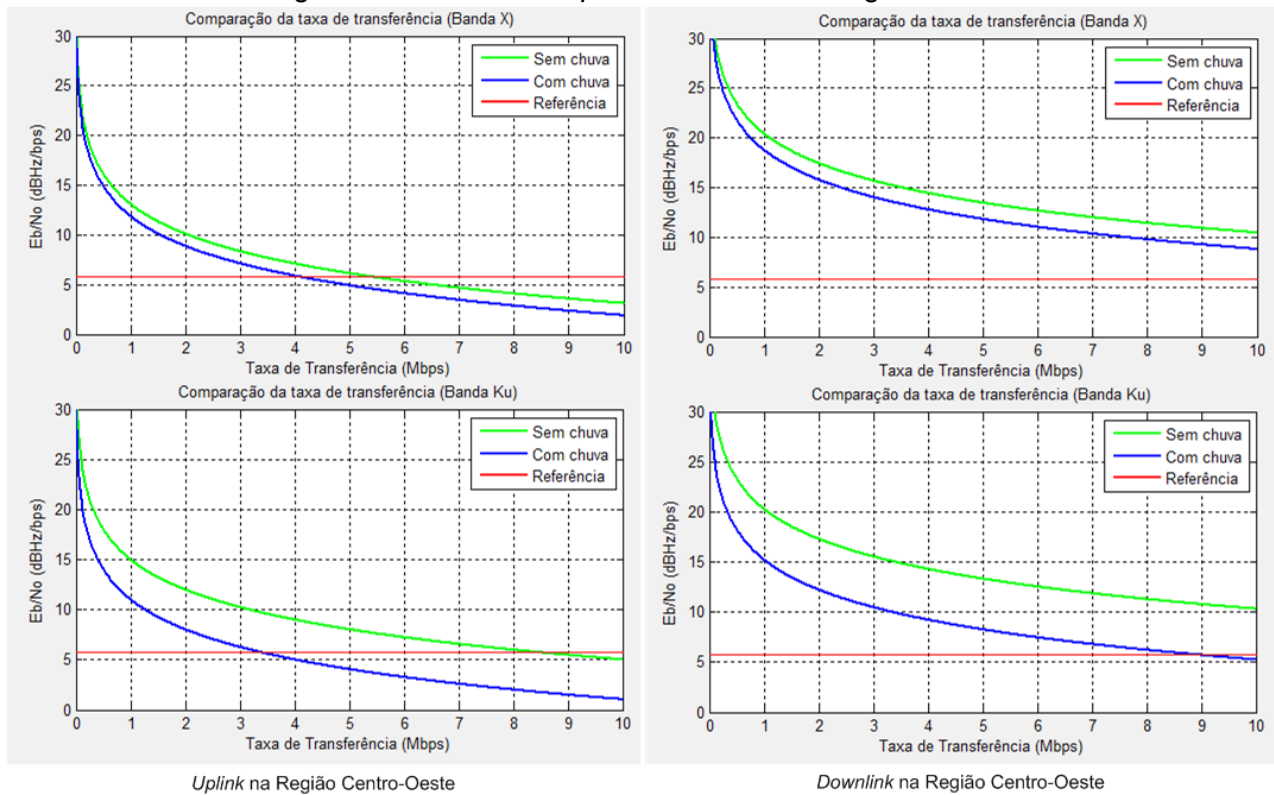 Comparação da taxa de transferência (Banda X)
30
25
20
15
10
5
0
Eb/No (dBHz/bps)
Sem chuva
Com chuva
Referência
0 1 2 3 4 5 6 7 8 9 10
Taxa de Transferência (Mbps)
Comparação da taxa de transferência (Banda X)
30
25
20
15
10
5
0
Eb/No (dBHz/bps)
Sem chuva
Com chuva
Referência
0 1 2 3 4 5 6 7 8 9 10
Taxa de Transferência (Mbps)
Comparação da taxa de transferência (Banda Ku)
30
25
20
15
10
5
0
Eb/No (dBHz/bps)
Sem chuva
Com chuva
Referência
0 1 2 3 4 5 6 7 8 9 10
Taxa de Transferência (Mbps)
Comparação da taxa de transferência (Banda Ku)
30
25
20
15
10
5
0
Eb/No (dBHz/bps)
Sem chuva
Com chuva
Referência
0 1 2 3 4 5 6 7 8 9 10
Taxa de Transferência (Mbps)
Uplink na Região Centro-Oeste
Downlink na Região Centro-Oeste